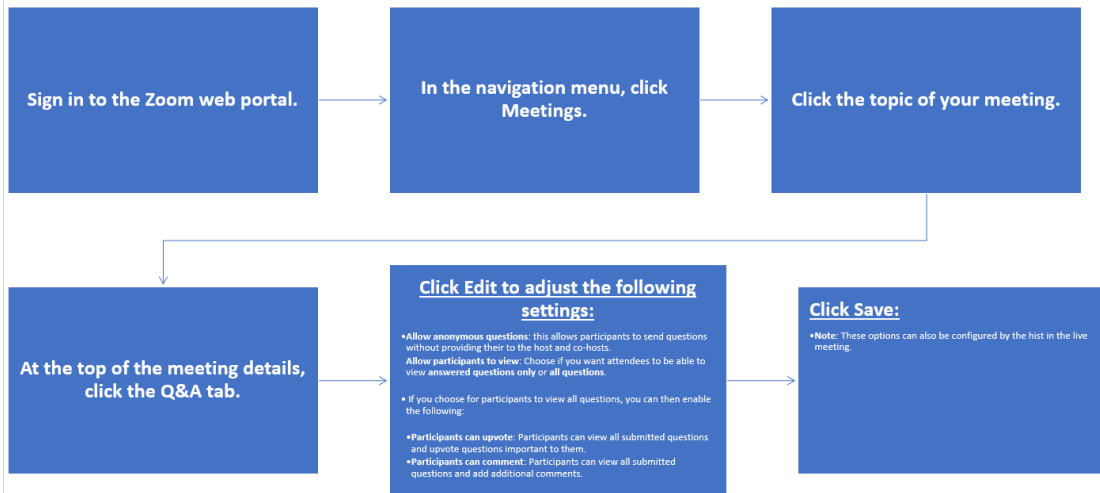 Sign in to the Zoom web portal.
In the navigation menu, click
Meetings.
Click the topic of your meeting.
At the top of the meeting details,
click the Q&A tab.
Click Edit to adjust the following
settings:
•Allow anonymous questions: this allows participants to send questions
without providing their to the host and co-hosts.
Allow participants to view: Choose if you want attendees to be able to
view answered questions only or all questions.
• If you choose for participants to view all questions, you can then enable
the following:
•Participants can upvote: Participants can view all submitted questions
and upvote questions important to them.
•Participants can comment: Participants can view all submitted
questions and add additional comments.
Click Save:
•Note: These options can also be configured by the hist in the live
meeting.